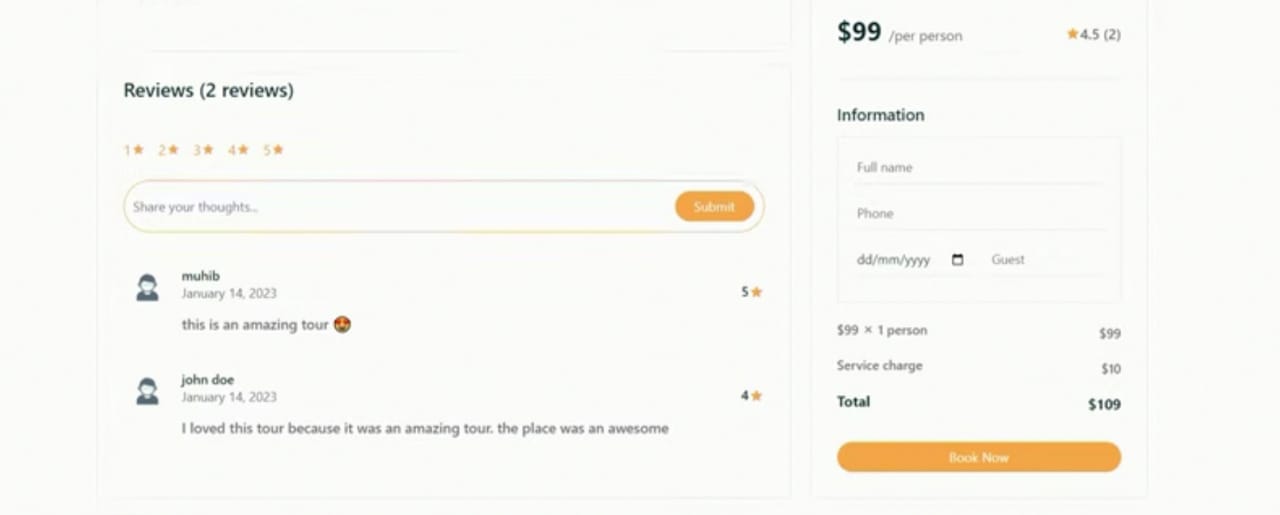 Reviews (2 reviews)
1★ 2★ 3★ 4★ 5★
Share your thoughts... Submit
muhib
January 14, 2023
5★
this is an amazing tour 🤩
john doe
January 14, 2023
4★
I loved this tour because it was an amazing tour. the place was an awesome
$99 /per person
★4.5 (2)
Information
Full name
Phone
dd/mm/yyyy Guest
$99 × 1 person $99
Service charge $10
Total $109
Book Now